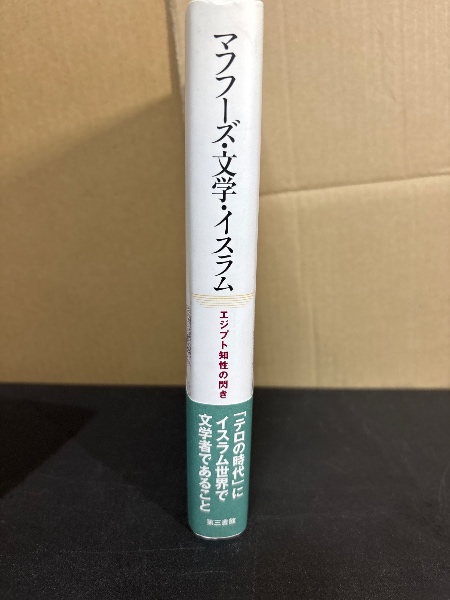 マフフーズ・文学・イスラム
エジプト知性の閃き
「テロの時代」に
イスラム世界で
文学者であること
第三書館